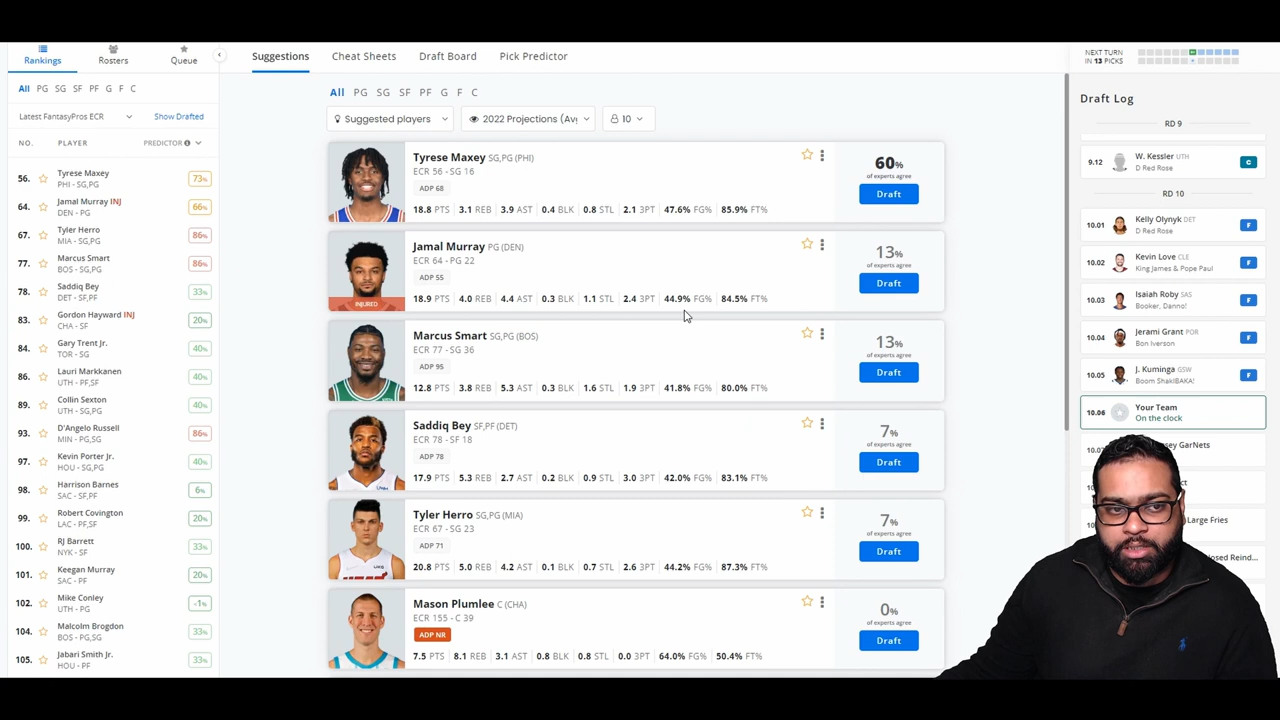 Rankings
Rosters
Queue
All PG SG SF PF G F C
Latest FantasyPros ECR
Show Drafted
NO. PLAYER PREDICTOR
56. Tyrese Maxey 73%
PHI - SG,PG
64. Jamal Murray INJ 66%
DEN - PG
67. Tyler Herro 86%
MIA - SG,PG
77. Marcus Smart 86%
BOS - SG,PG
78. Saddiq Bey 33%
DET - SF,PF
83. Gordon Hayward INJ 20%
CHA - SF
84. Gary Trent Jr. 40%
TOR - SG
86. Lauri Markkanen 40%
UTH - PF,SF
89. Collin Sexton 40%
UTH - SG,PG
93. D'Angelo Russell 86%
MIN - PG,SG
97. Kevin Porter Jr. 40%
HOU - SG,PG
98. Harrison Barnes 6%
SAC - SF,PF
99. Robert Covington 20%
LAC - PF,SF
100. RJ Barrett 33%
NYK - SF
101. Keegan Murray 20%
SAC - PF
102. Mike Conley -1%
UTH - PG
104. Malcolm Brogdon 33%
BOS - PG,SG
105. Jabari Smith Jr. 33%
HOU - PF
Suggestions
Cheat Sheets
Draft Board
Pick Predictor
All PG SG SF PF G F C
Suggested players
2022 Projections (Av
10
Tyrese Maxey SG,PG (PHI)
ECR 56 - SG 16
ADP 68
18.8 PTS 3.1 REB 3.9 AST 0.4 BLK 0.8 STL 2.1 3PT 47.6% FG% 85.9% FT%
60%
of experts agree
Draft
INJURED
Jamal Murray PG (DEN)
ECR 64 - PG 22
ADP 55
18.9 PTS 4.0 REB 4.4 AST 0.3 BLK 1.1 STL 2.4 3PT 44.9% FG% 84.5% FT%
13%
of experts agree
Draft
Marcus Smart SG,PG (BOS)
ECR 77 - SG 36
ADP 95
12.8 PTS 3.8 REB 5.3 AST 0.3 BLK 1.6 STL 1.9 3PT 41.8% FG% 80.0% FT%
13%
of experts agree
Draft
Saddiq Bey SF,PF (DET)
ECR 78 - SF 18
ADP 78
17.9 PTS 5.3 REB 2.7 AST 0.2 BLK 0.9 STL 3.0 3PT 42.0% FG% 83.1% FT%
7%
of experts agree
Draft
Tyler Herro SG,PG (MIA)
ECR 67 - SG 23
ADP 71
20.8 PTS 5.0 REB 4.2 AST 0.1 BLK 0.7 STL 2.6 3PT 44.2% FG% 87.3% FT%
7%
of experts agree
Draft
Mason Plumlee C (CHA)
ECR 155 - C 39
ADP NR
7.5 PTS 8.1 REB 3.1 AST 0.8 BLK 0.8 STL 0.0 3PT 64.0% FG% 50.4% FT%
0%
of experts agree
Draft
NEXT TURN
IN 13 PICKS
Draft Log
RD 9
9.12 W. Kessler UTH C
D Red Rose
RD 10
10.01 Kelly Olynyk DET F
D Red Rose
10.02 Kevin Love CLE F
King James & Pope Paul
10.03 Isaiah Roby SAS F
Booker, Danno!
10.04 Jerami Grant POR F
Bon Iverson
10.05 J. Kuminga GSW F
Boom ShaklBAKA!
10.06 Your Team
On the clock
GarNets
Large Fries